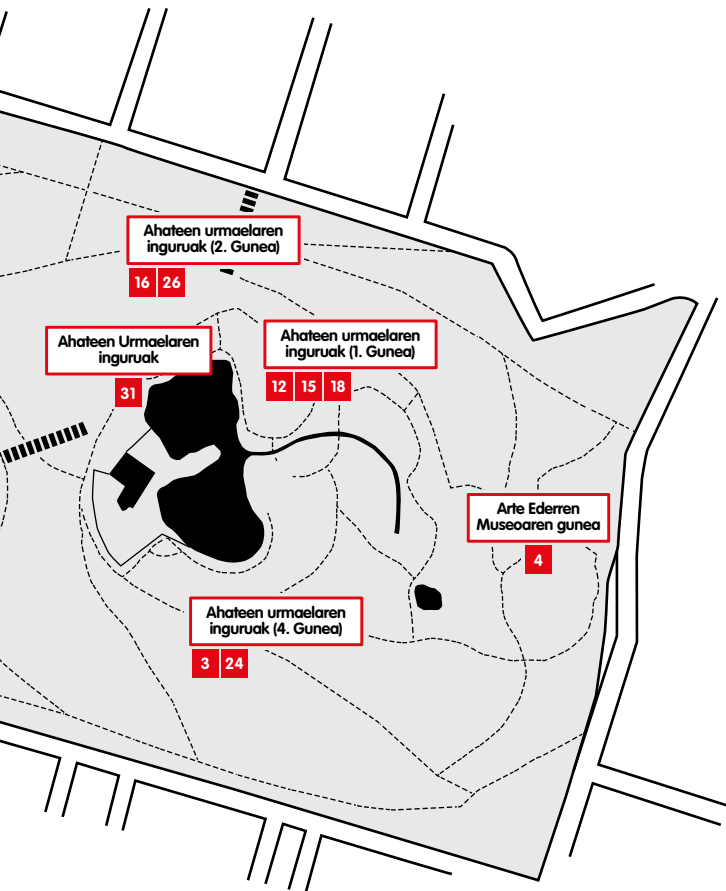 Ahateen urmaelaren
inguruak (2. Gunea)
16 26
Ahateen Urmaelaren
inguruak
31
Ahateen urmaelaren
inguruak (1. Gunea)
12 15 18
Arte Ederren
Museoaren gunea
4
Ahateen urmaelaren
inguruak (4. Gunea)
3 24